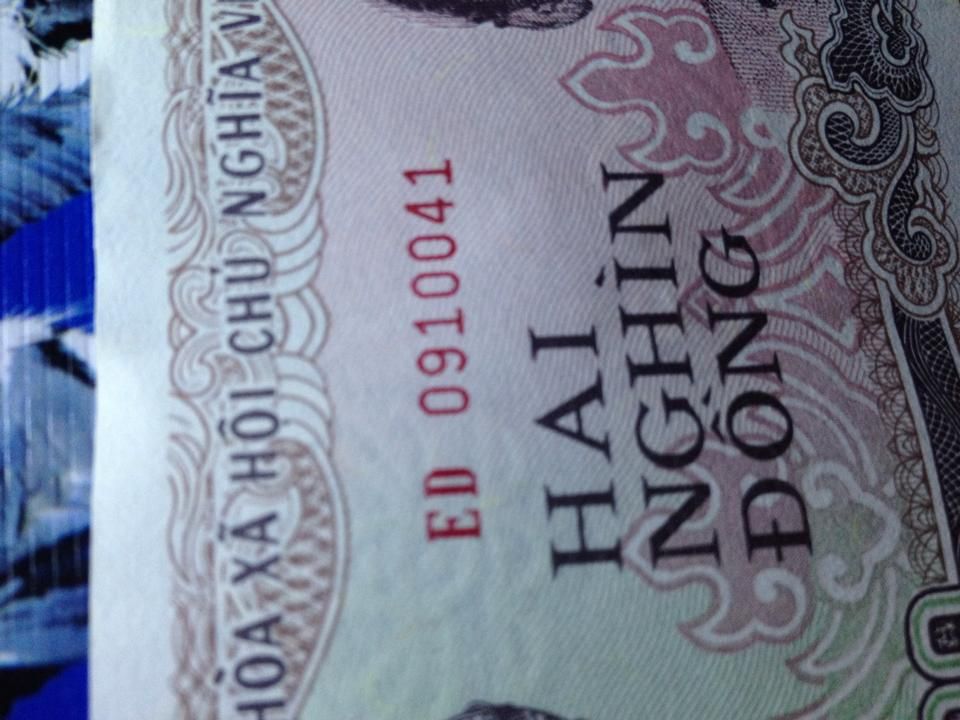 HÒA XÃ HỘI CHỦ NGHĨA V
ED 0910041
HAI
NGHÌN
ĐỒNG